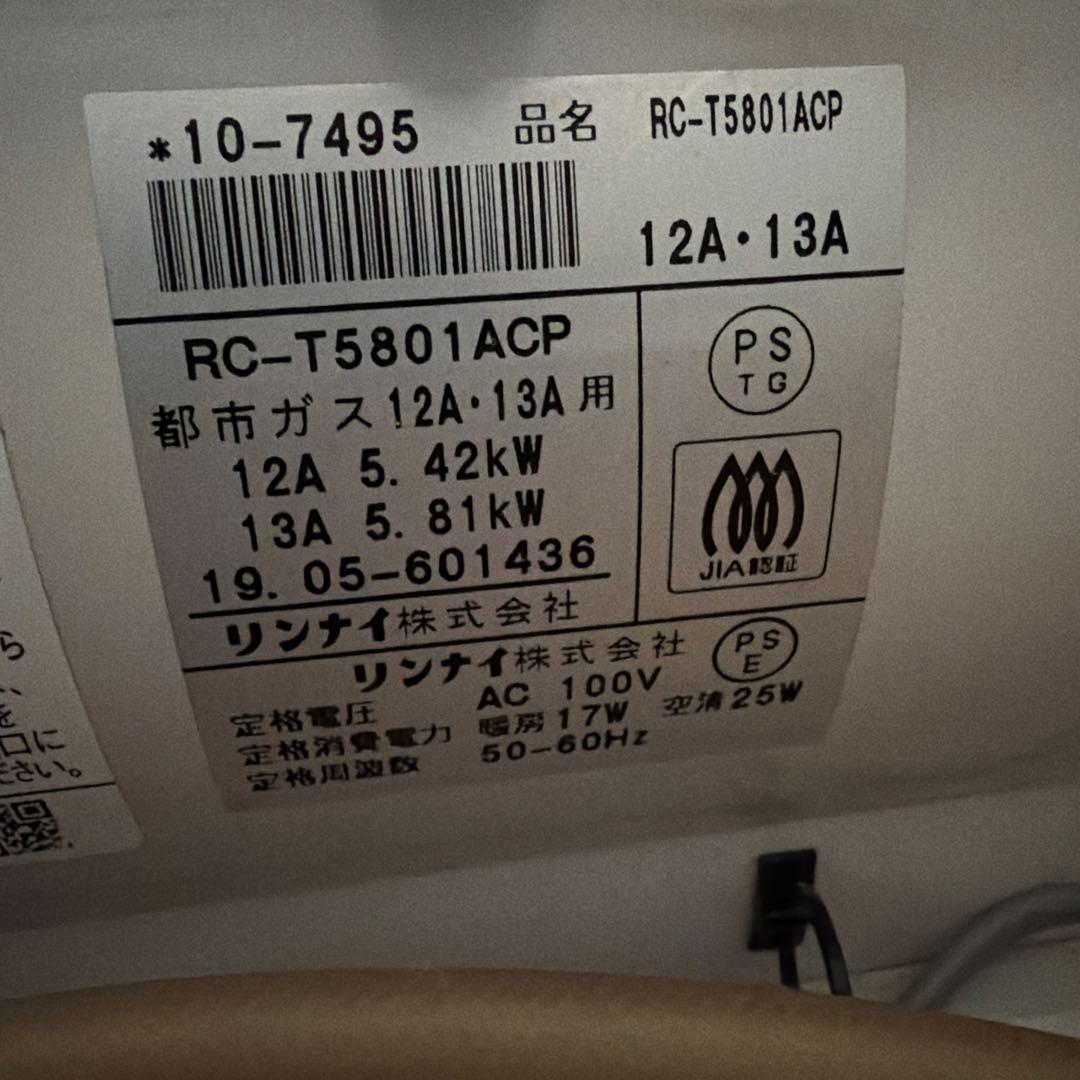 *10-7495 品名 RC-T5801ACP
12A・13A
RC-T5801ACP
都市ガス12A・13A用
12A 5.42kW
13A 5.81kW
19.05-601436
リンナイ株式会社
PS
TG
JIA認証
リンナイ株式会社
PS
E
定格電圧 AC 100V
定格消費電力 暖房17W 空清25W
定格周波数 50-60Hz
ら
を
口に
ださい。